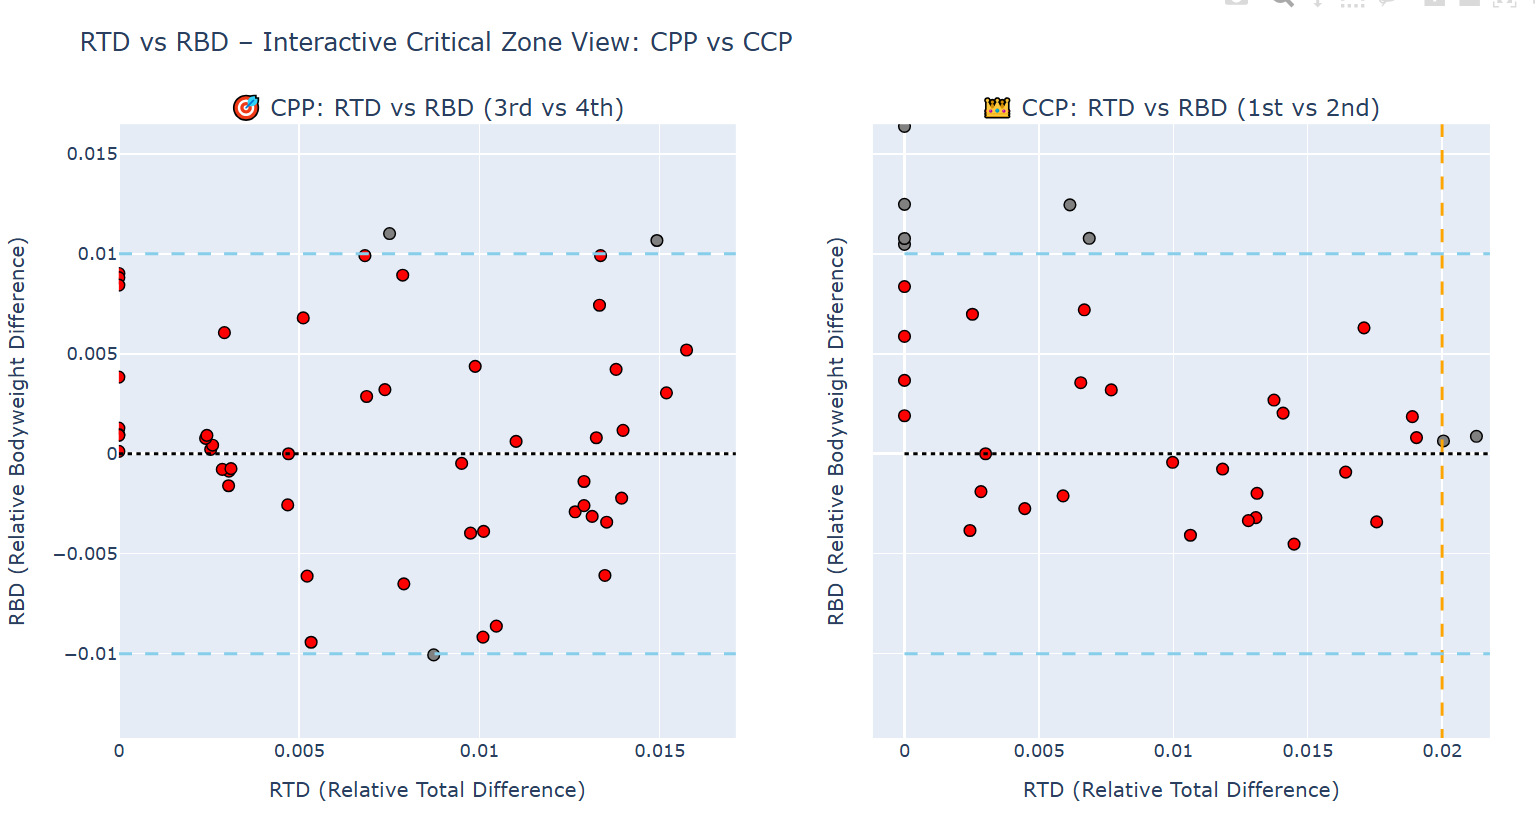 RTD vs RBD – Interactive Critical Zone View: CPP vs CCP
🎯 CPP: RTD vs RBD (3rd vs 4th)
RBD (Relative Bodyweight Difference)
0.015
0.01
0.005
0
−0.005
−0.01
0
0.005
0.01
0.015
RTD (Relative Total Difference)
👑 CCP: RTD vs RBD (1st vs 2nd)
RBD (Relative Bodyweight Difference)
0
0.005
0.01
0.015
0.02
RTD (Relative Total Difference)